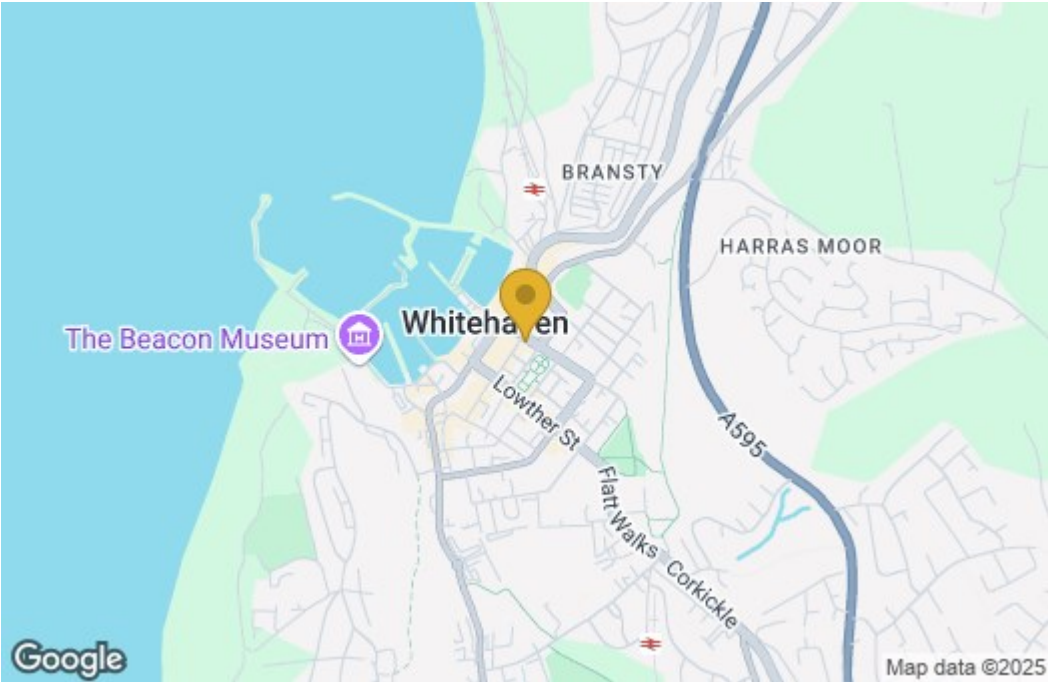 BRANSTY
HARRAS MOOR
Whitehaven
The Beacon Museum
Lowther St
A595
Flatt Walks
Corkickle
Google
Map data ©2025